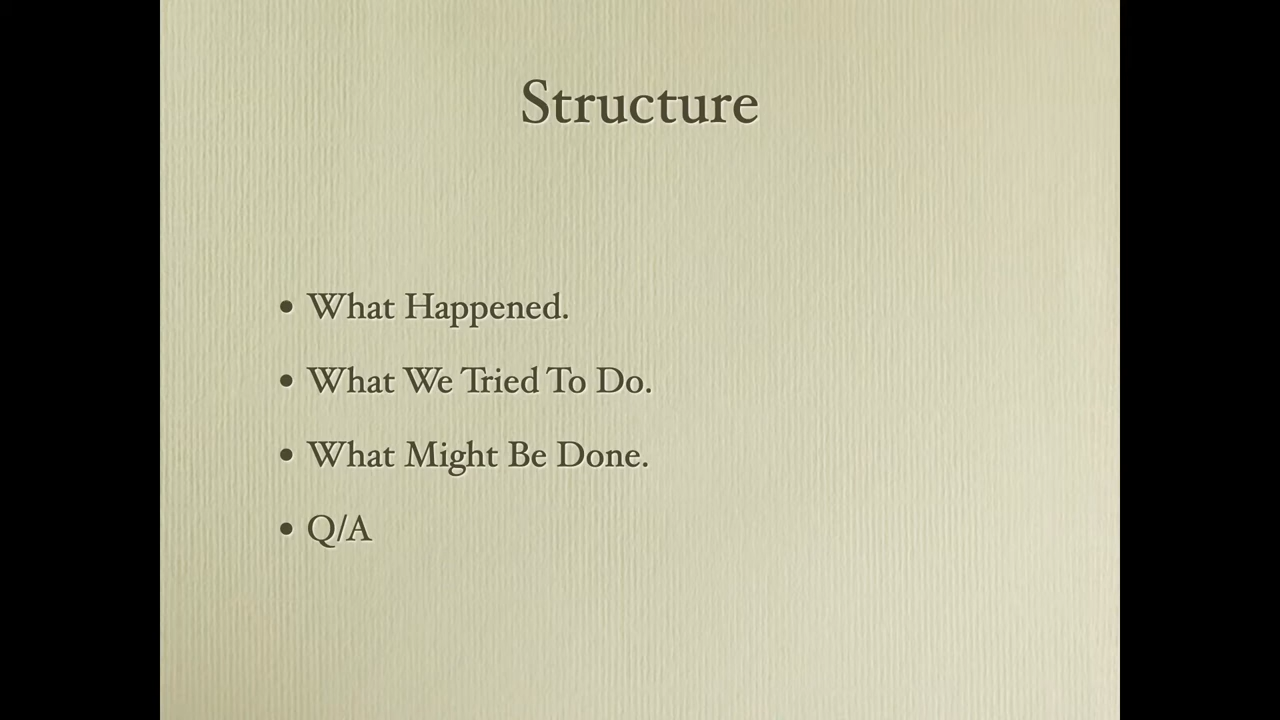 Structure
• What Happened.
• What We Tried To Do.
• What Might Be Done.
• Q/A